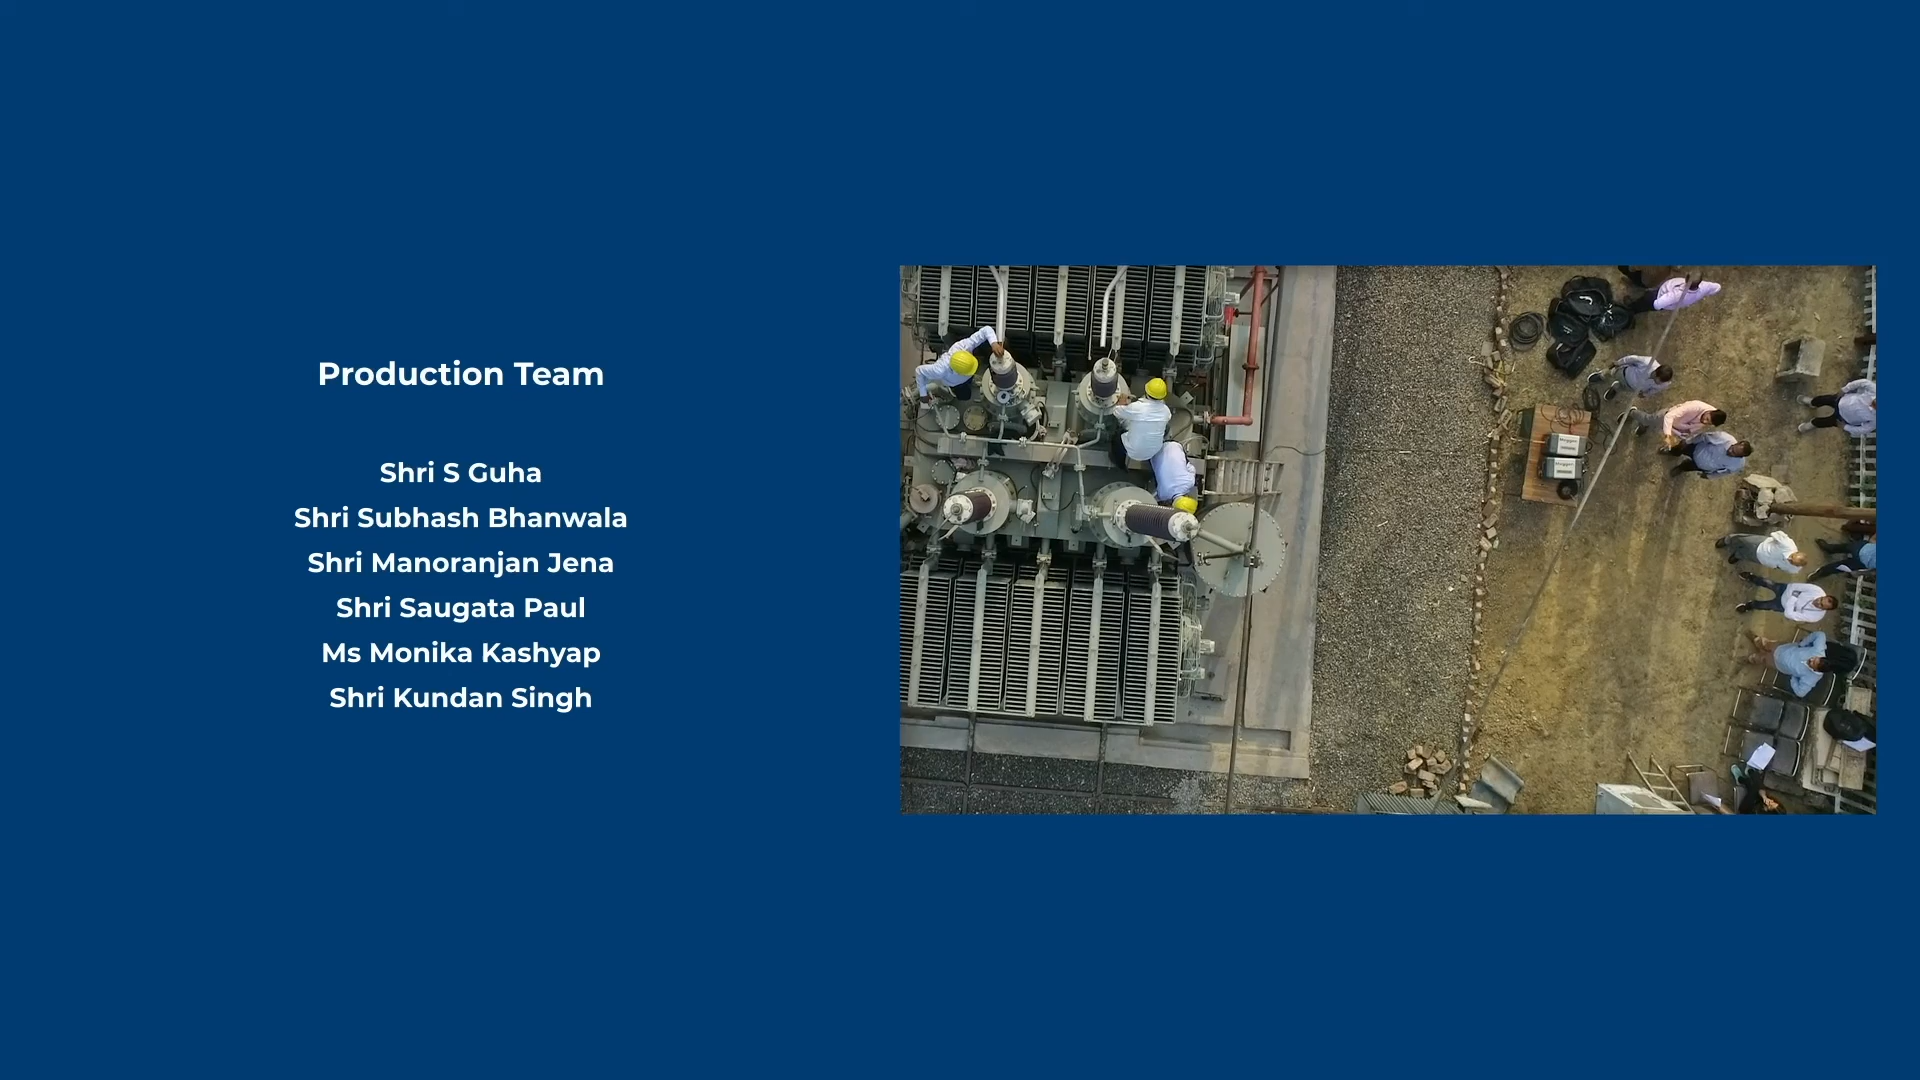 Production Team
Shri S Guha
Shri Subhash Bhanwala
Shri Manoranjan Jena
Shri Saugata Paul
Ms Monika Kashyap
Shri Kundan Singh